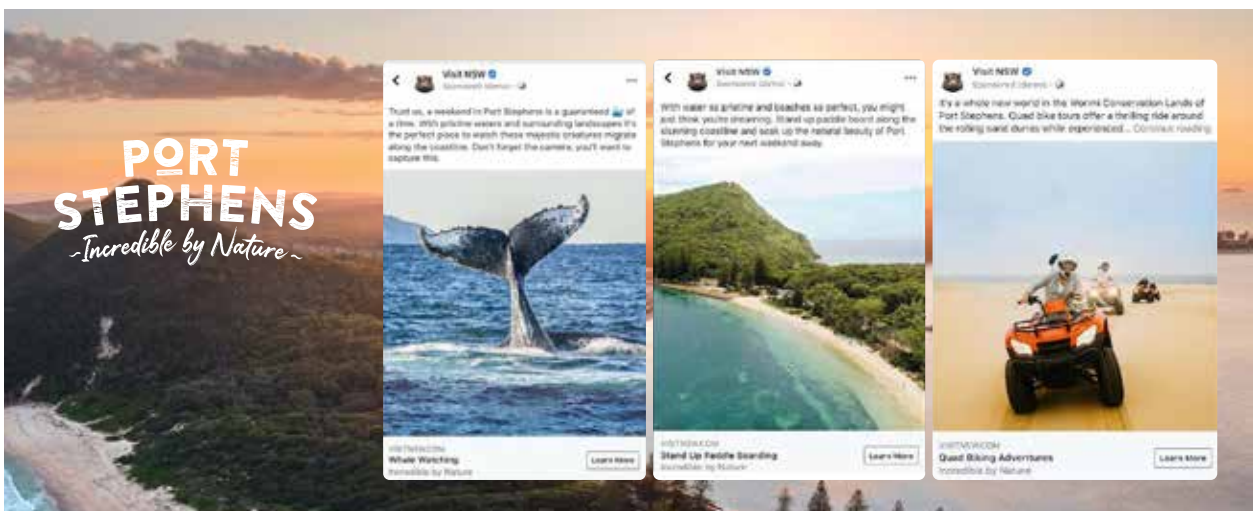 PORT
STEPHENS
~Incredible by Nature~
Visit NSW
Trust us, a weekend in Port Stephens is a guaranteed 🐳 of
a time. With pristine waters and surrounding landscapes it's
the perfect place to watch these majestic creatures migrate
along the coastline. Don't forget the camera, you'll want to
capture this.
VISITNSW.COM
Whale Watching
Incredible by Nature
Learn More
Visit NSW
With water so pristine and beaches so perfect, you might
just think you're dreaming. Stand up paddle board along the
stunning coastline and soak up the natural beauty of Port
Stephens for your next weekend away.
VISITNSW.COM
Stand Up Paddle Boarding
Incredible by Nature
Learn More
Visit NSW
It's a whole new world in the Worimi Conservation Lands of
Port Stephens. Quad bike tours offer a thrilling ride around
the rolling sand dunes while experienced... Continue reading
VISITNSW.COM
Quad Biking Adventures
Incredible by Nature
Learn More